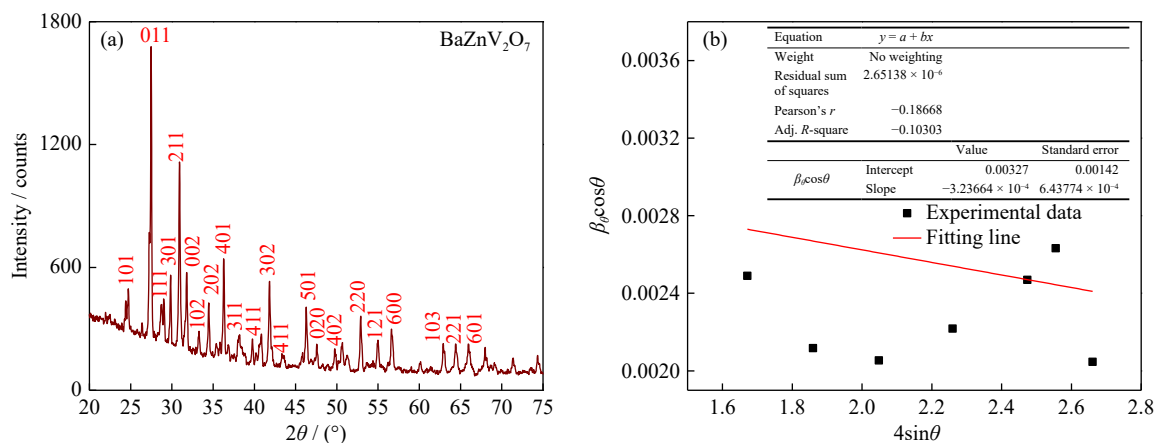 (a)
BaZnV2O7
Intensity / counts
1800
1200
600
0
101
011
111
301
211
002
102
202
401
311
411
302
411
501
020
402
220
121
600
103
221
601
20 25 30 35 40 45 50 55 60 65 70 75
2θ / (°)
(b)
βθcosθ
0.0036
0.0032
0.0028
0.0024
0.0020
Equation y = a + bx
Weight No weighting
Residual sum of squares 2.65138 × 10⁻⁶
Pearson's r −0.18668
Adj. R-square −0.10303
Value Standard error
βθcosθ Intercept 0.00327 0.00142
Slope −3.23664 × 10⁻⁴ 6.43774 × 10⁻⁴
Experimental data
Fitting line
1.6 1.8 2.0 2.2 2.4 2.6 2.8
4sinθ